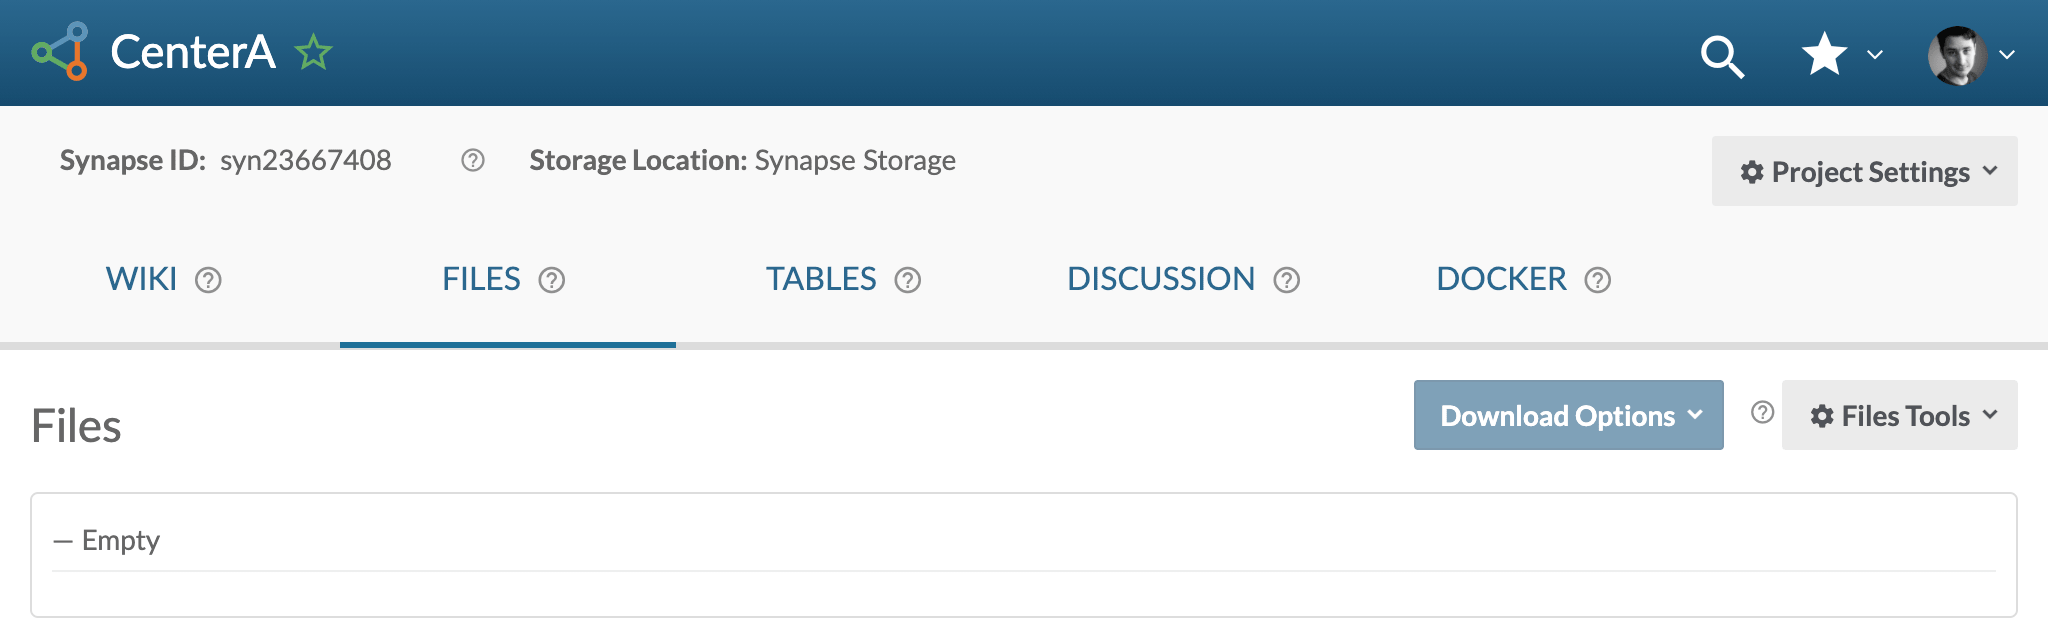 CenterA
Synapse ID: syn23667408 Storage Location: Synapse Storage
Project Settings
WIKI FILES TABLES DISCUSSION DOCKER
Files
Download Options
Files Tools
— Empty